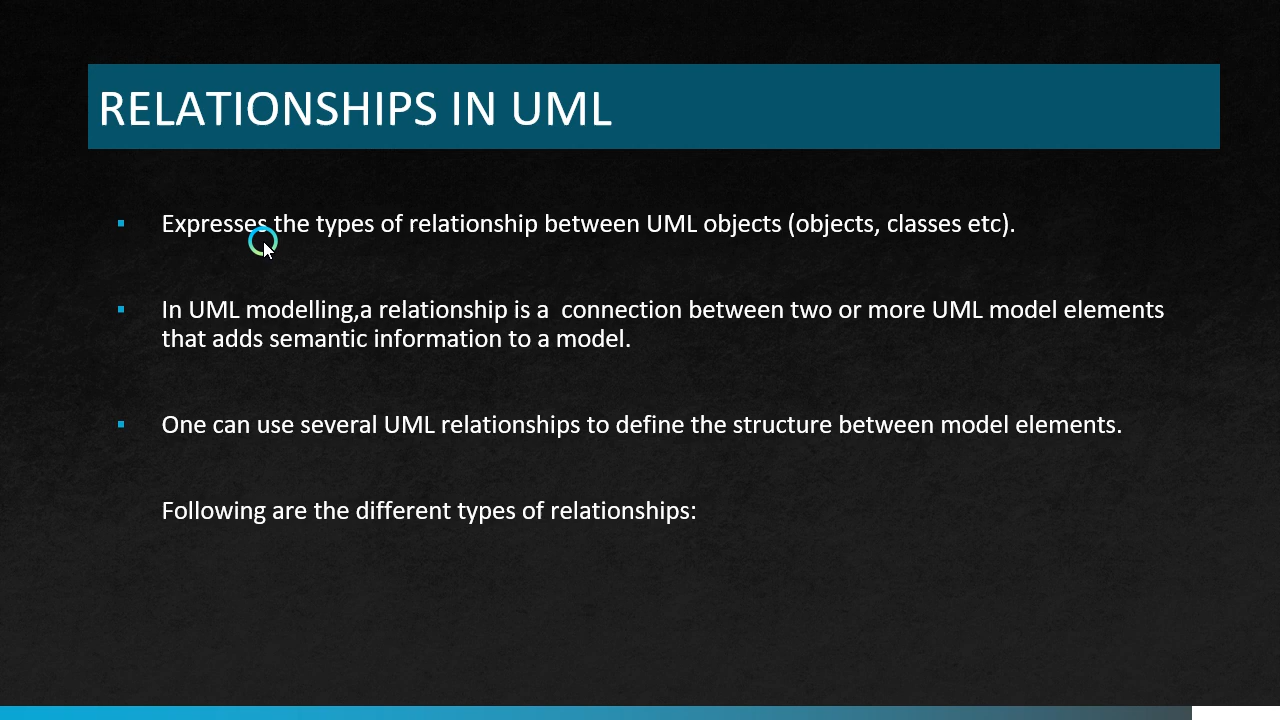 RELATIONSHIPS IN UML
Expresses the types of relationship between UML objects (objects, classes etc).
In UML modelling,a relationship is a  connection between two or more UML model elements
that adds semantic information to a model.
One can use several UML relationships to define the structure between model elements.
Following are the different types of relationships: